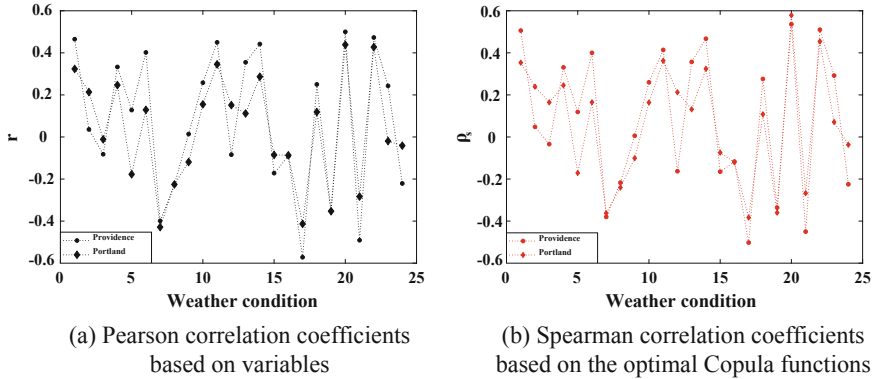 0.6
0.4
0.2
0
-0.2
-0.4
-0.6
r
Providence
Portland
0 5 10 15 20 25
Weather condition
(a) Pearson correlation coefficients
based on variables
0.6
0.4
0.2
0
-0.2
-0.4
-0.6
ρs
Providence
Portland
0 5 10 15 20 25
Weather condition
(b) Spearman correlation coefficients
based on the optimal Copula functions